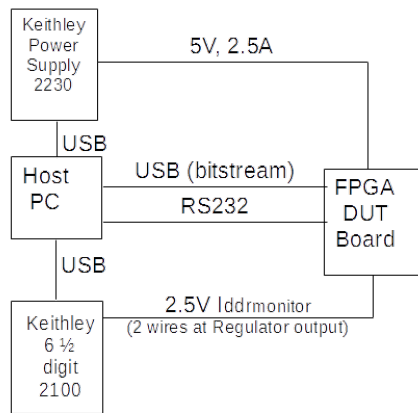 Keithley
Power
Supply
2230
5V, 2.5A
USB
Host
PC
USB (bitstream)
RS232
FPGA
DUT
Board
USB
Keithley
6 ½
digit
2100
2.5V Iddrmonitor
(2 wires at Regulator output)